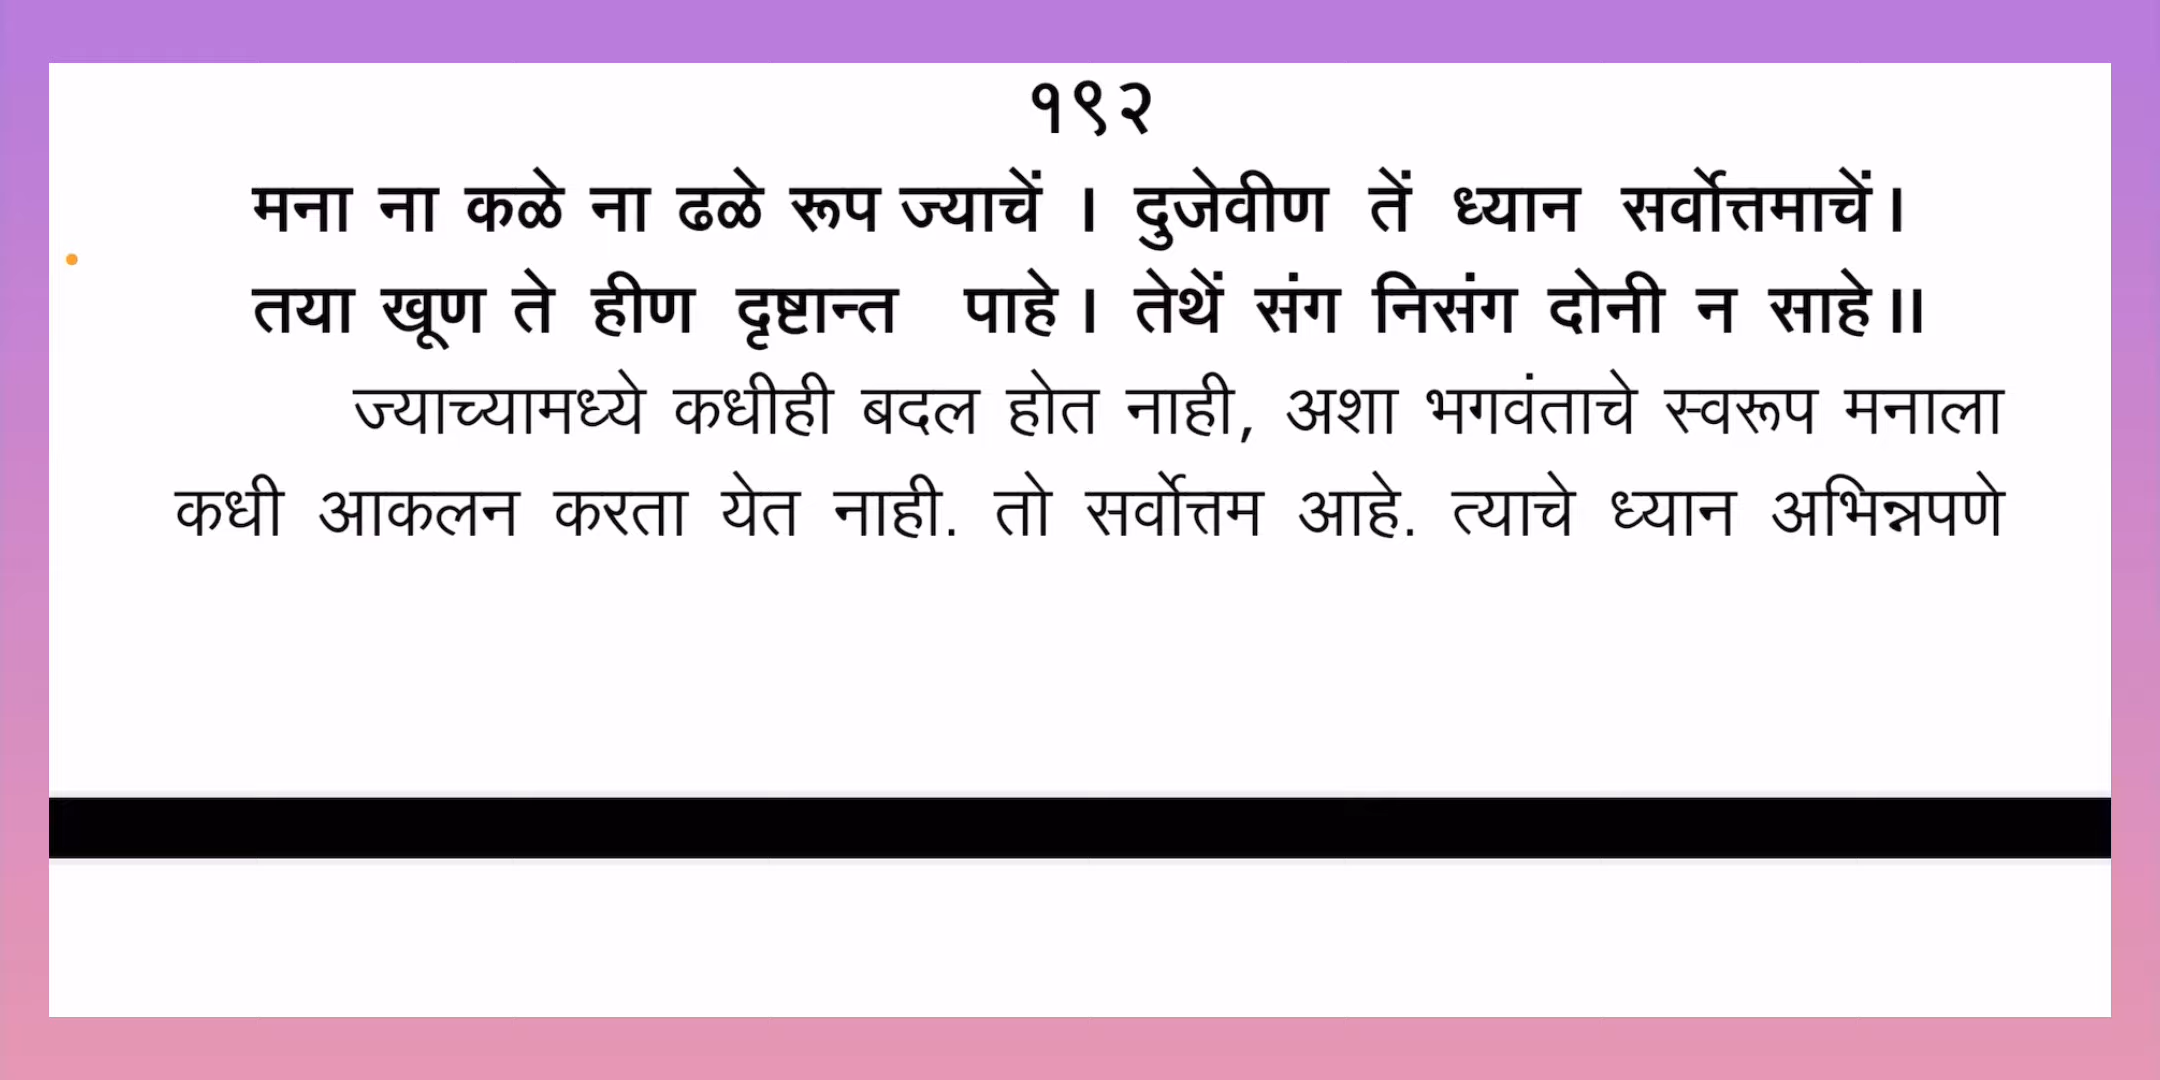 १९२
मना ना कळे ना ढळे रूप ज्याचें । दुजेवीण तें ध्यान सर्वोत्तमाचें।
तया खूण ते हीण दृष्टान्त पाहे। तेथें संग निसंग दोनी न साहे॥
ज्याच्यामध्ये कधीही बदल होत नाही, अशा भगवंताचे स्वरूप मनाला
कधी आकलन करता येत नाही. तो सर्वोत्तम आहे. त्याचे ध्यान अभिन्नपणे